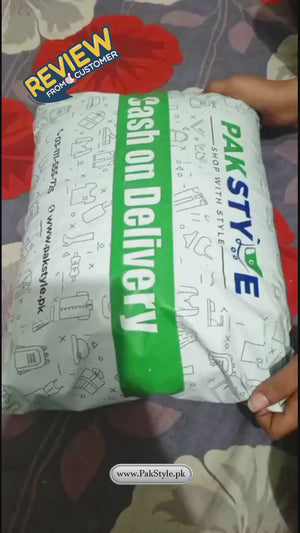 REVIEW
FROM CUSTOMER
PAKSTYLE
SHOP WITH STYLE
Cash on Delivery
www.pakstyle.pk
www.PakStyle.pk